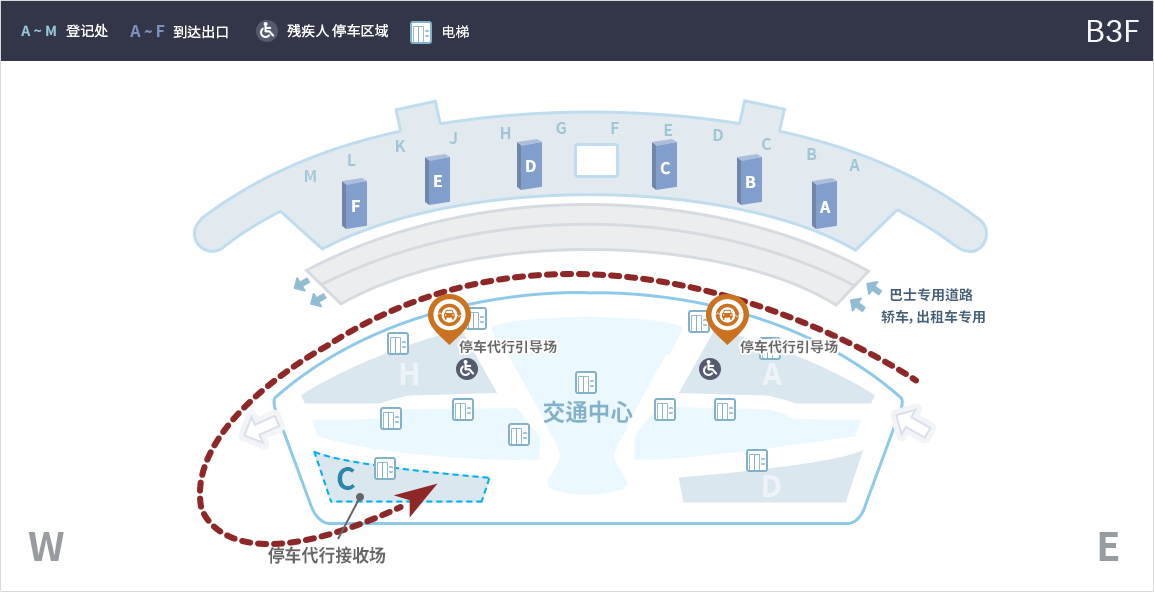 A ~ M 登记处 A ~ F 到达出口 残疾人 停车区域 电梯 B3F
M L K J H G F E D C B A
F E D C B A
巴士专用道路
轿车, 出租车专用
停车代行引导场 停车代行引导场
H A
交通中心
C D
W E
停车代行接收场